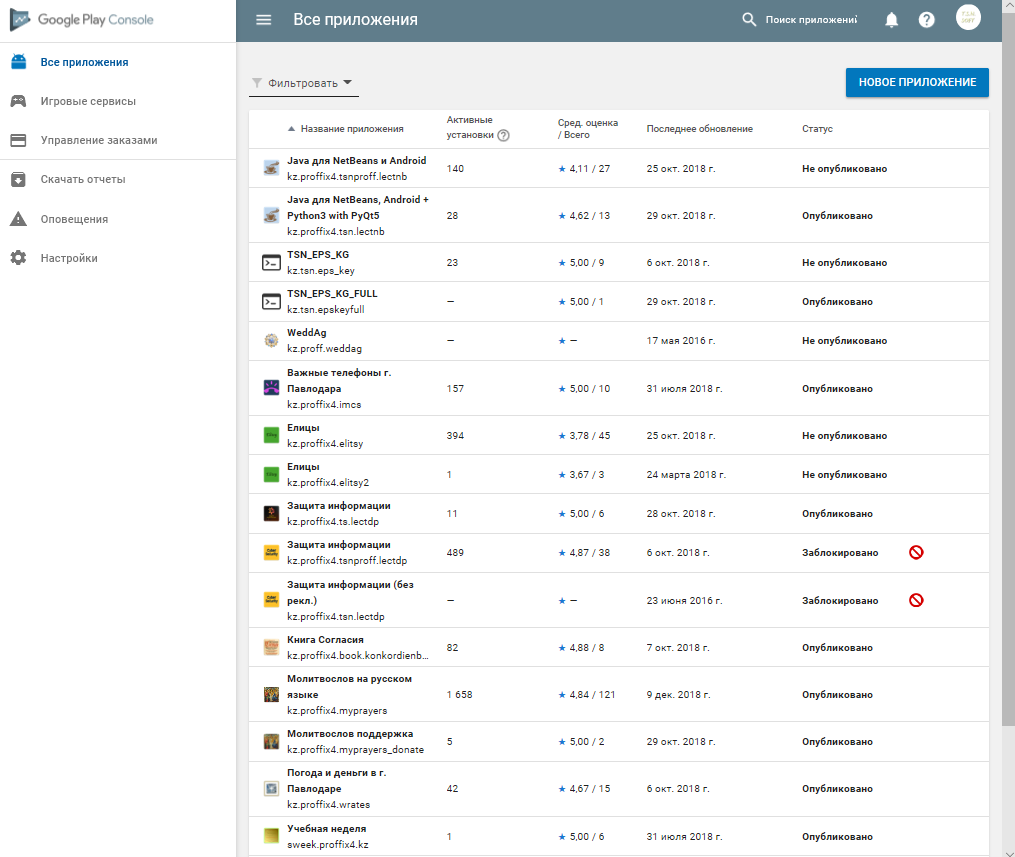 Google Play Console
Все приложения
Поиск приложений
Все приложения
Игровые сервисы
Управление заказами
Скачать отчеты
Оповещения
Настройки
Фильтровать
НОВОЕ ПРИЛОЖЕНИЕ
Название приложения
Активные
установки
Сред. оценка
/ Всего
Последнее обновление
Статус
Java для NetBeans и Android
kz.proffix4.tsnproff.lectnb
140
4,11 / 27
25 окт. 2018 г.
Не опубликовано
Java для NetBeans, Android +
Python3 with PyQt5
kz.proffix4.tsn.lectnb
28
4,62 / 13
29 окт. 2018 г.
Опубликовано
TSN_EPS_KG
kz.tsn.eps_key
23
5,00 / 9
6 окт. 2018 г.
Не опубликовано
TSN_EPS_KG_FULL
kz.tsn.epskeyfull
–
5,00 / 1
29 окт. 2018 г.
Опубликовано
WeddAg
kz.proff.weddag
–
–
17 мая 2016 г.
Не опубликовано
Важные телефоны г.
Павлодара
kz.proffix4.imcs
157
5,00 / 10
31 июля 2018 г.
Опубликовано
Елицы
kz.proffix4.elitsy
394
3,78 / 45
25 окт. 2018 г.
Не опубликовано
Елицы
kz.proffix4.elitsy2
1
3,67 / 3
24 марта 2018 г.
Не опубликовано
Защита информации
kz.proffix4.ts.lectdp
11
5,00 / 6
28 окт. 2018 г.
Опубликовано
Защита информации
kz.proffix4.tsnproff.lectdp
489
4,87 / 38
6 окт. 2018 г.
Заблокировано
Защита информации (без
рекл.)
kz.proffix4.tsn.lectdp
–
–
23 июня 2016 г.
Заблокировано
Книга Согласия
kz.proffix4.book.konkordienb...
82
4,88 / 8
7 окт. 2018 г.
Опубликовано
Молитвослов на русском
языке
kz.proffix4.myprayers
1 658
4,84 / 121
9 дек. 2018 г.
Опубликовано
Молитвослов поддержка
kz.proffix4.myprayers_donate
5
5,00 / 2
29 окт. 2018 г.
Опубликовано
Погода и деньги в г.
Павлодаре
kz.proffix4.wrates
42
4,67 / 15
6 окт. 2018 г.
Опубликовано
Учебная неделя
sweek.proffix4.kz
1
5,00 / 6
31 июля 2018 г.
Опубликовано